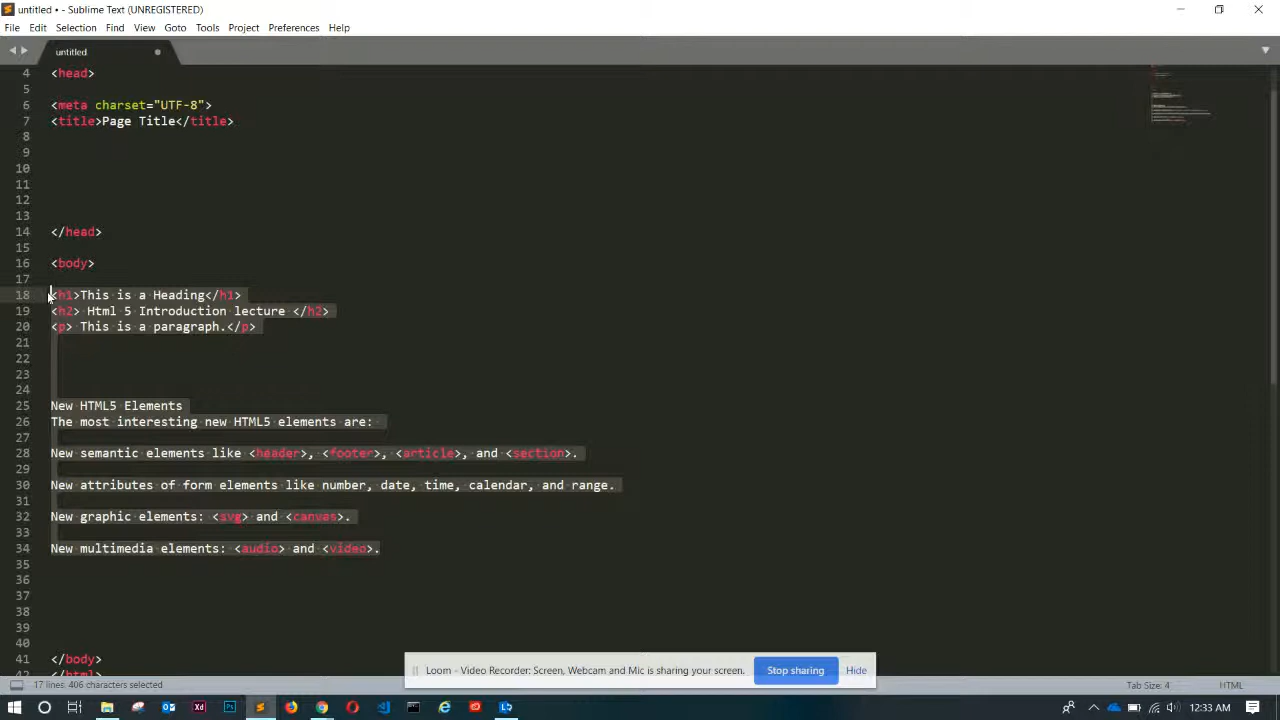 untitled • - Sublime Text (UNREGISTERED)
File Edit Selection Find View Goto Tools Project Preferences Help
untitled
4 <head>
5
6 <meta charset="UTF-8">
7 <title>Page Title</title>
8
9
10
11
12
13
14 </head>
15
16 <body>
17
18 <h1>This is a Heading</h1>
19 <h2> Html 5 Introduction lecture </h2>
20 <p> This is a paragraph.</p>
21
22
23
24
25 New HTML5 Elements
26 The most interesting new HTML5 elements are:
27
28 New semantic elements like <header>, <footer>, <article>, and <section>.
29
30 New attributes of form elements like number, date, time, calendar, and range.
31
32 New graphic elements: <svg> and <canvas>.
33
34 New multimedia elements: <audio> and <video>.
35
36
37
38
39
40
41 </body>
42 </html>
Loom – Video Recorder: Screen, Webcam and Mic is sharing your screen. Stop sharing Hide
17 lines, 406 characters selected Tab Size: 4 HTML
Xd Ps 12:33 AM